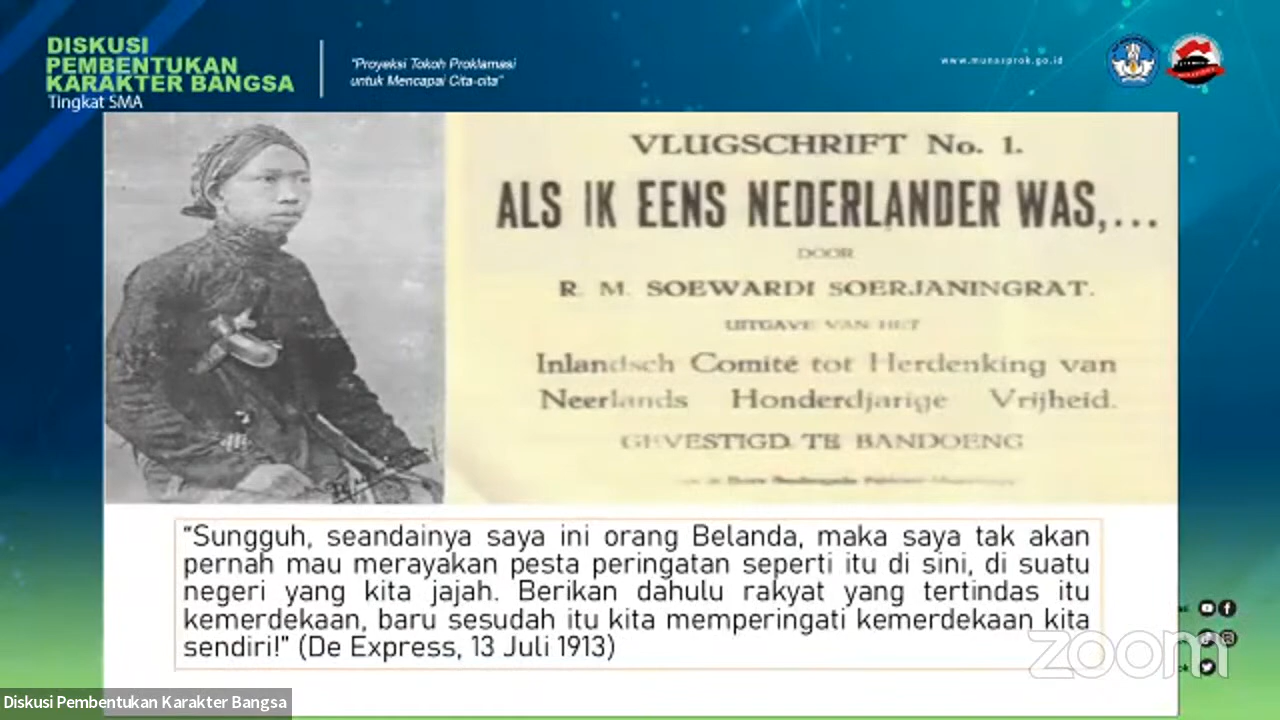 DISKUSI
PEMBENTUKAN
KARAKTER BANGSA
Tingkat SMA
"Proyeksi Tokoh Proklamasi
untuk Mencapai Cita-cita"
www.munasprok.go.id
VLUGSCHRIFT No. 1.
ALS IK EENS NEDERLANDER WAS,...
DOOR
R. M. SOEWARDI SOERJANINGRAT.
UITGAVE VAN HET
Inlandsch Comité tot Herdenking van
Neerlands Honderdjarige Vrijheid.
GEVESTIGD TE BANDOENG
"Sungguh, seandainya saya ini orang Belanda, maka saya tak akan
pernah mau merayakan pesta peringatan seperti itu di sini, di suatu
negeri yang kita jajah. Berikan dahulu rakyat yang tertindas itu
kemerdekaan, baru sesudah itu kita memperingati kemerdekaan kita
sendiri!" (De Express, 13 Juli 1913)
zoom
Diskusi Pembentukan Karakter Bangsa